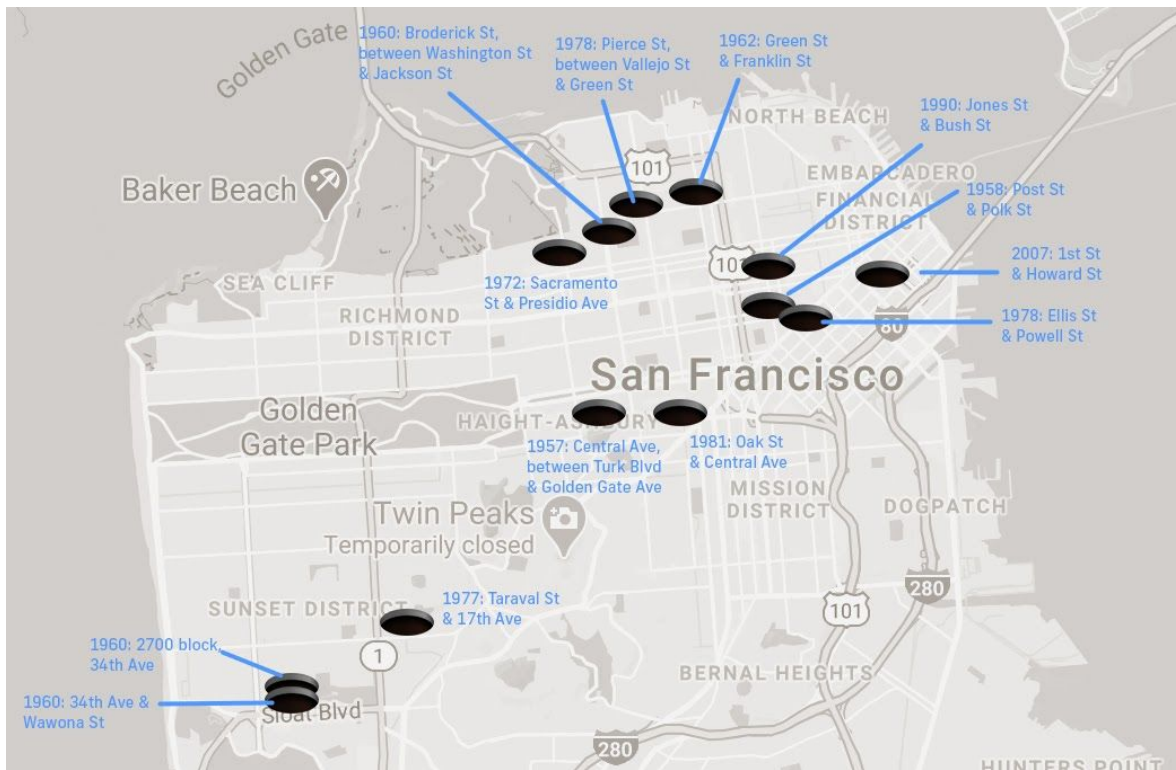 Golden Gate
1960: Broderick St,
between Washington St
& Jackson St
1978: Pierce St,
between Vallejo St
& Green St
1962: Green St
& Franklin St
NORTH BEACH
1990: Jones St
& Bush St
101
Baker Beach
EMBARCADERO
FINANCIAL
DISTRICT
1958: Post St
& Polk St
SEA CLIFF
1972: Sacramento
St & Presidio Ave
101
2007: 1st St
& Howard St
RICHMOND
DISTRICT
80
1978: Ellis St
& Powell St
San Francisco
Golden
Gate Park
HAIGHT-ASHBURY
1957: Central Ave,
between Turk Blvd
& Golden Gate Ave
1981: Oak St
& Central Ave
MISSION
DISTRICT
DOGPATCH
Twin Peaks
Temporarily closed
280
SUNSET DISTRICT
1977: Taraval St
& 17th Ave
101
1960: 2700 block,
34th Ave
1
BERNAL HEIGHTS
1960: 34th Ave &
Wawona St
Sloat Blvd
280
HUNTERS POINT